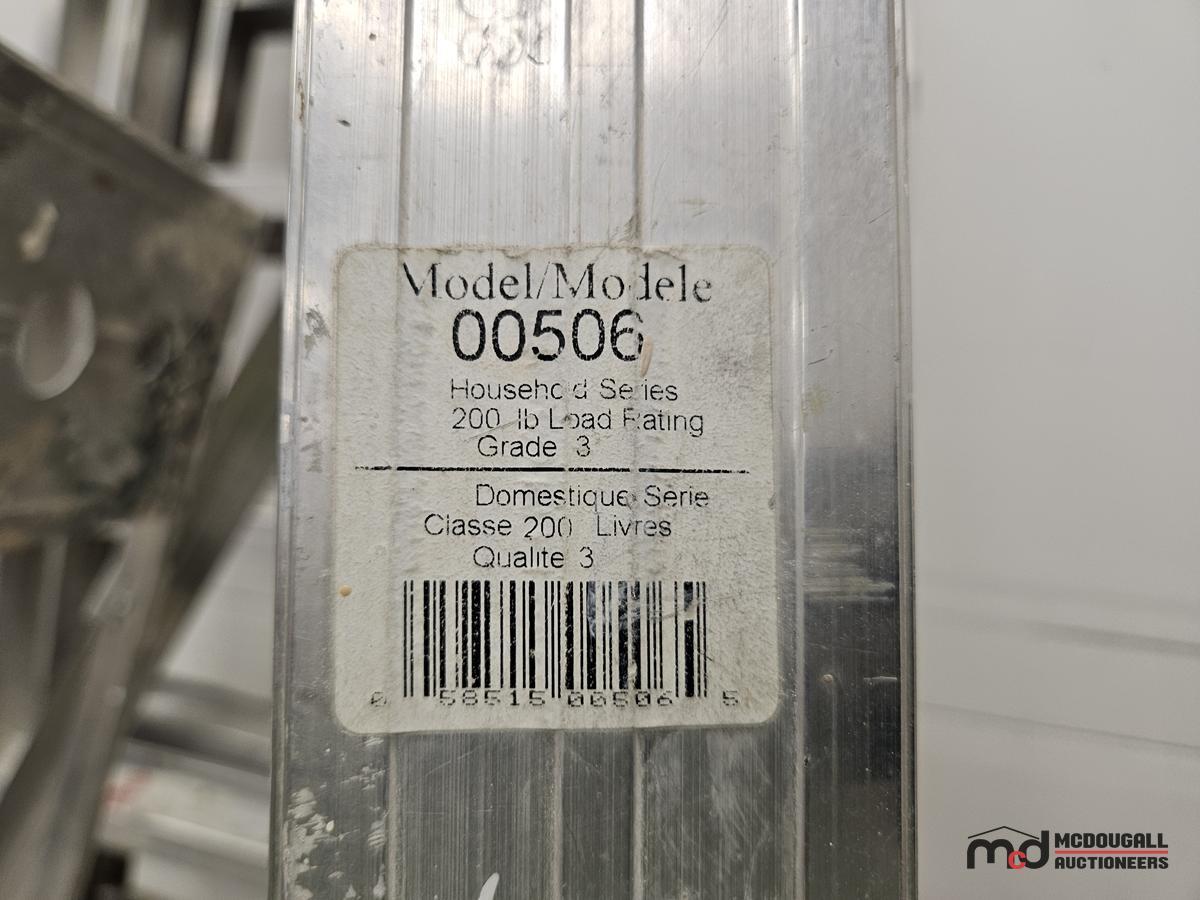 Model/Modele
00506
Household Series
200 lb Load Rating
Grade 3
Domestique Serie
Classe 200 Livres
Qualite 3
0 58515 00506 5
mcd MCDOUGALL
AUCTIONEERS